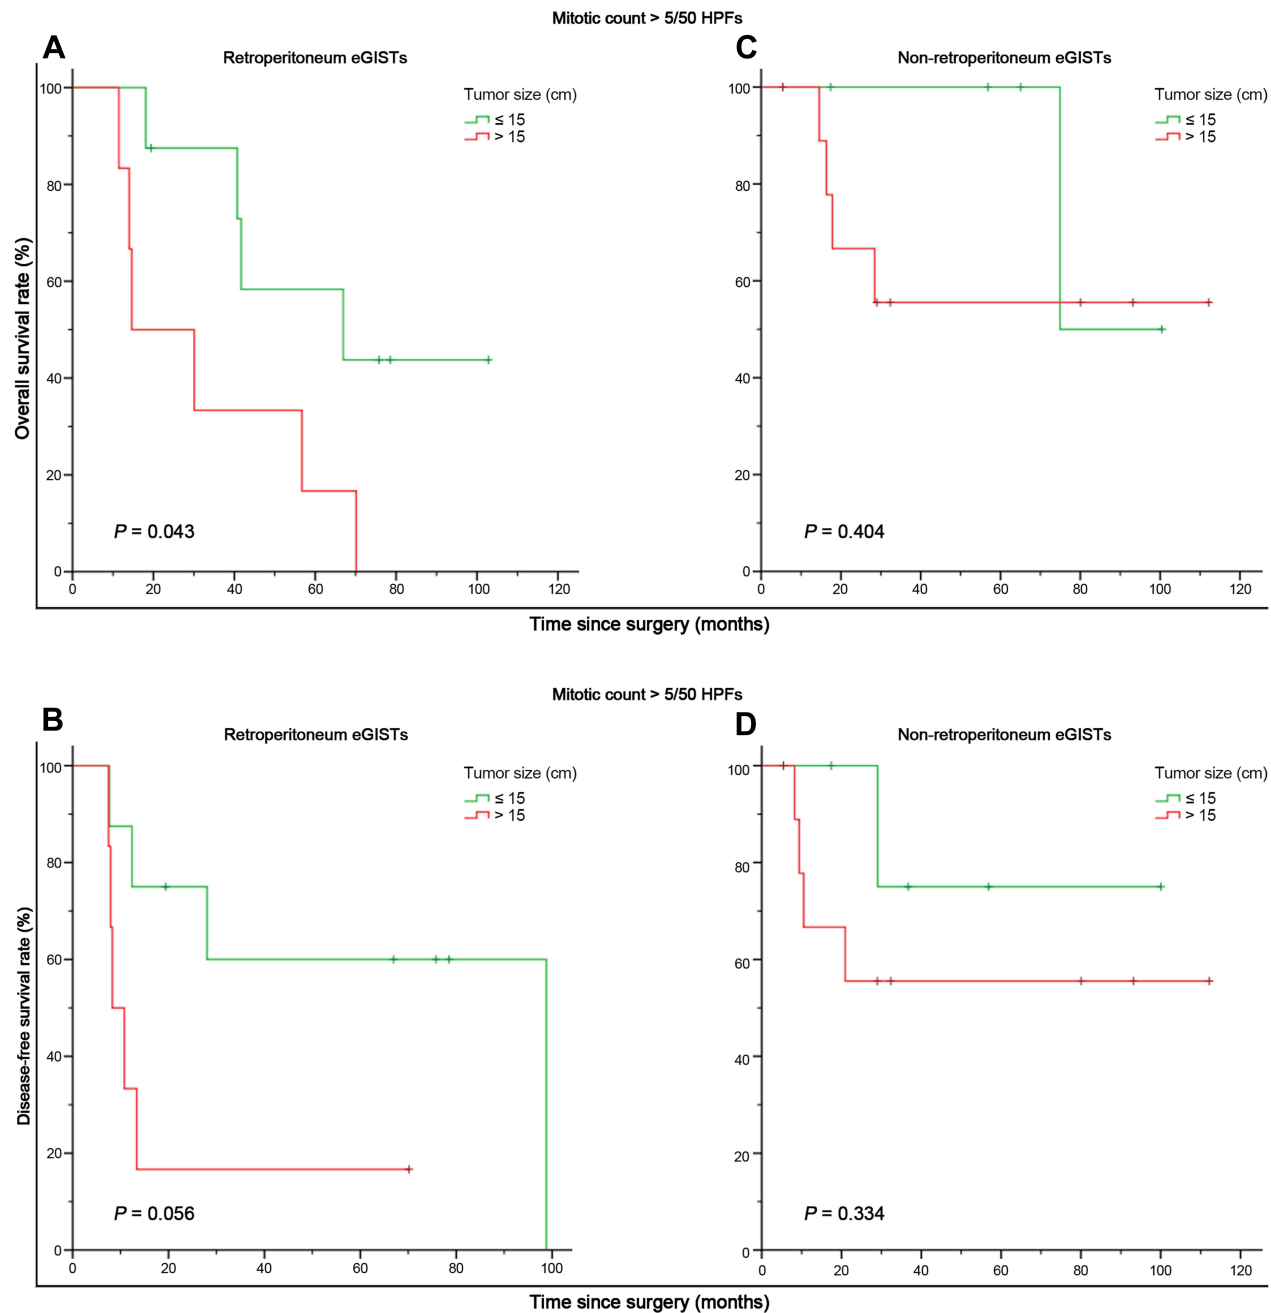 Mitotic count > 5/50 HPFs
A
Retroperitoneum eGISTs
Tumor size (cm)
≤ 15
> 15
Overall survival rate (%)
100
80
60
40
20
0
P = 0.043
0 20 40 60 80 100 120
C
Non-retroperitoneum eGISTs
Tumor size (cm)
≤ 15
> 15
100
80
60
40
20
0
P = 0.404
0 20 40 60 80 100 120
Time since surgery (months)
Mitotic count > 5/50 HPFs
B
Retroperitoneum eGISTs
Tumor size (cm)
≤ 15
> 15
Disease-free survival rate (%)
100
80
60
40
20
0
P = 0.056
0 20 40 60 80 100
D
Non-retroperitoneum eGISTs
Tumor size (cm)
≤ 15
> 15
100
80
60
40
20
0
P = 0.334
0 20 40 60 80 100 120
Time since surgery (months)